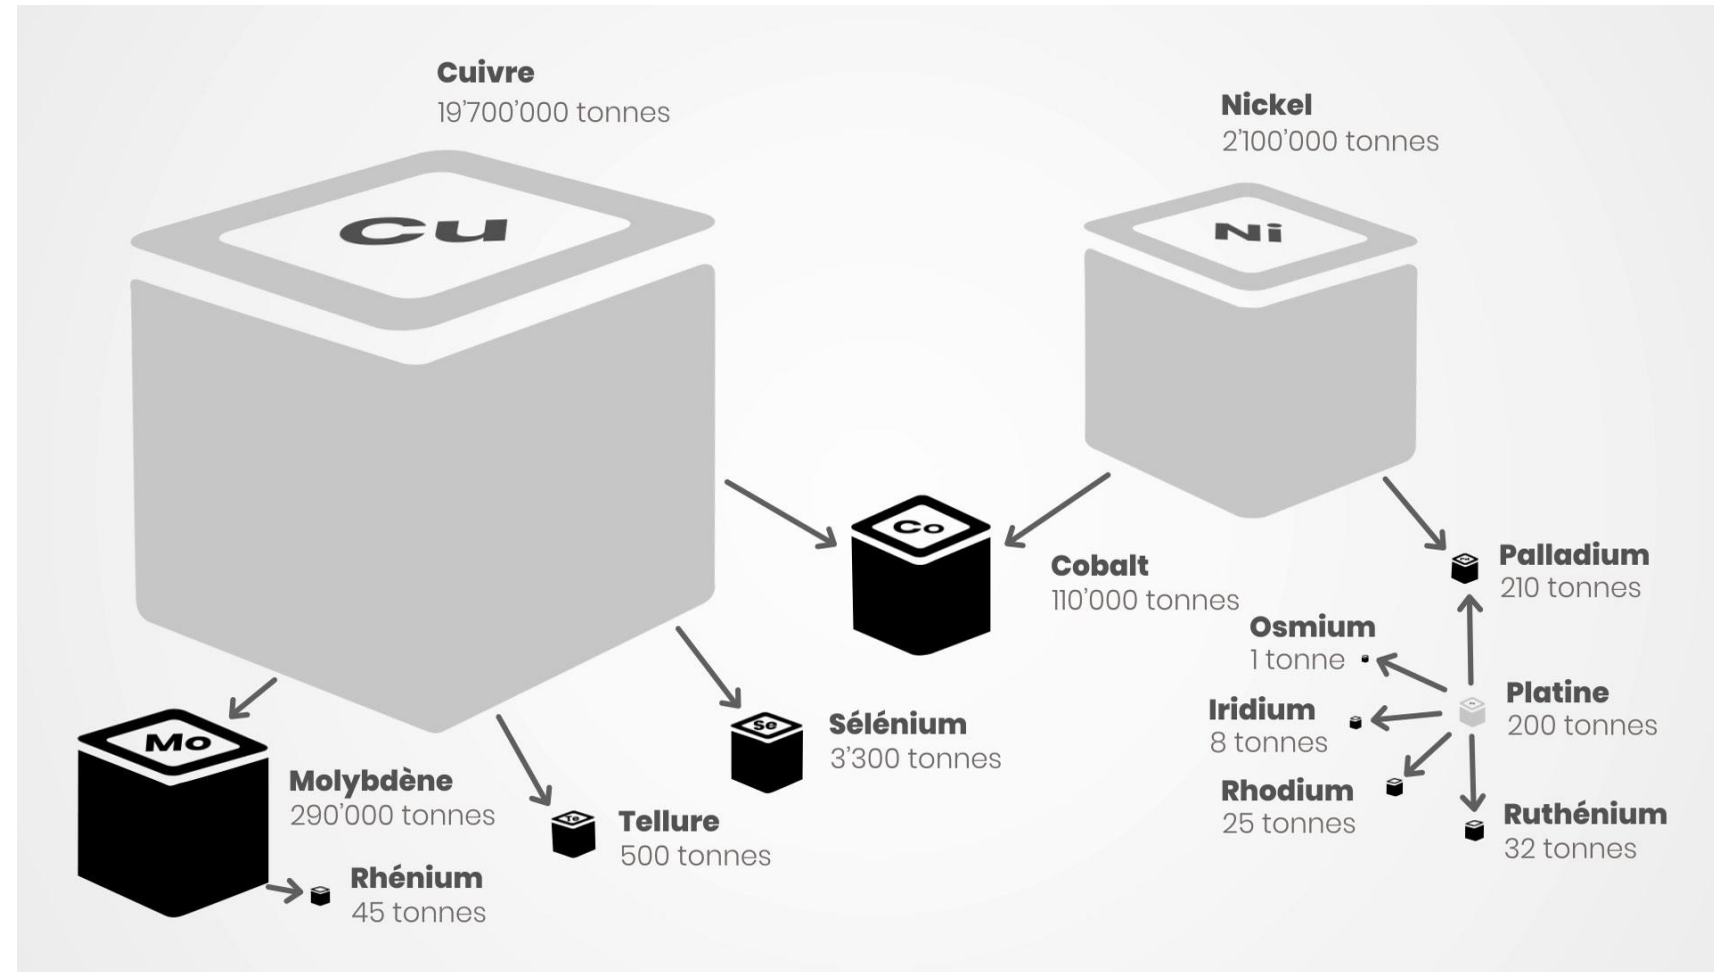 Cuivre
19'700'000 tonnes
Cu
Nickel
2'100'000 tonnes
Ni
Co
Cobalt
110'000 tonnes
Palladium
210 tonnes
Osmium
1 tonne
Platine
200 tonnes
Iridium
8 tonnes
Rhodium
25 tonnes
Ruthénium
32 tonnes
Mo
Molybdène
290'000 tonnes
Se
Sélénium
3'300 tonnes
Te
Tellure
500 tonnes
Rhénium
45 tonnes